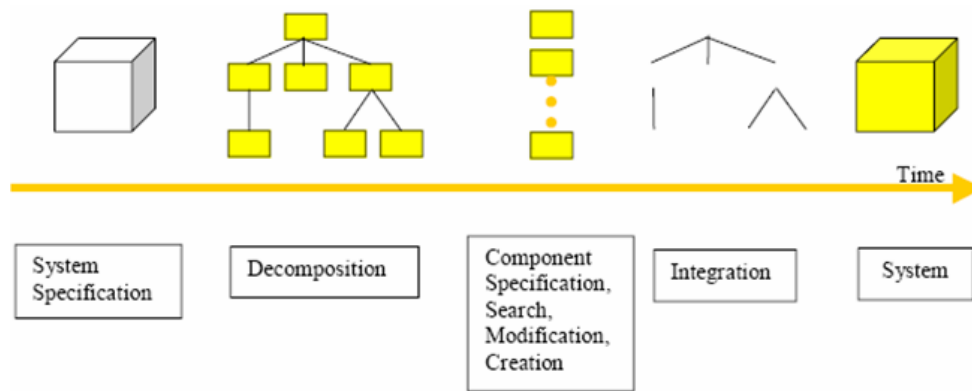 Time
System
Specification
Decomposition
Component
Specification,
Search,
Modification,
Creation
Integration
System